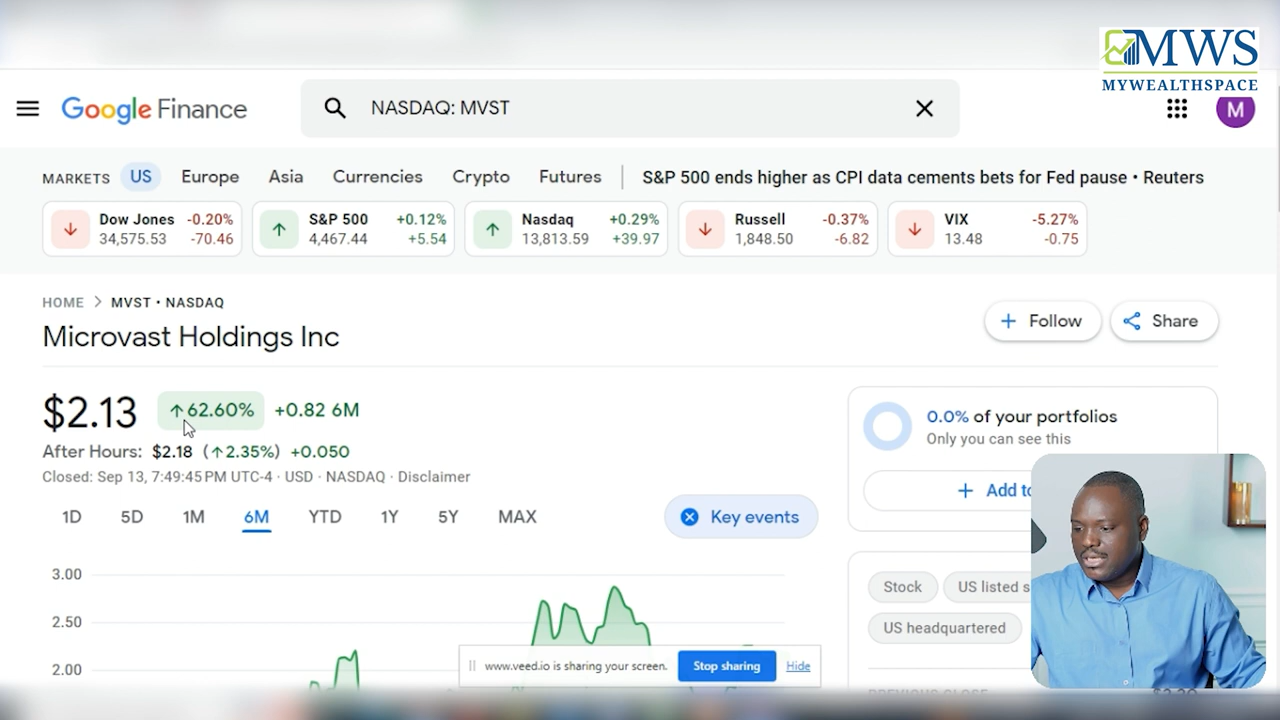 MWS
MYWEALTHSPACE
Google Finance
NASDAQ: MVST
M
MARKETS US Europe Asia Currencies Crypto Futures S&P 500 ends higher as CPI data cements bets for Fed pause • Reuters
Dow Jones -0.20%
34,575.53 -70.46
S&P 500 +0.12%
4,467.44 +5.54
Nasdaq +0.29%
13,813.59 +39.97
Russell -0.37%
1,848.50 -6.82
VIX -5.27%
13.48 -0.75
HOME > MVST • NASDAQ
Microvast Holdings Inc
+ Follow
Share
$2.13 ↑62.60% +0.82 6M
After Hours: $2.18 (↑2.35%) +0.050
Closed: Sep 13, 7:49:45 PM UTC-4 · USD · NASDAQ · Disclaimer
1D 5D 1M 6M YTD 1Y 5Y MAX
Key events
3.00
2.50
2.00
0.0% of your portfolios
Only you can see this
+ Add to
Stock
US listed s
US headquartered
www.veed.io is sharing your screen. Stop sharing Hide